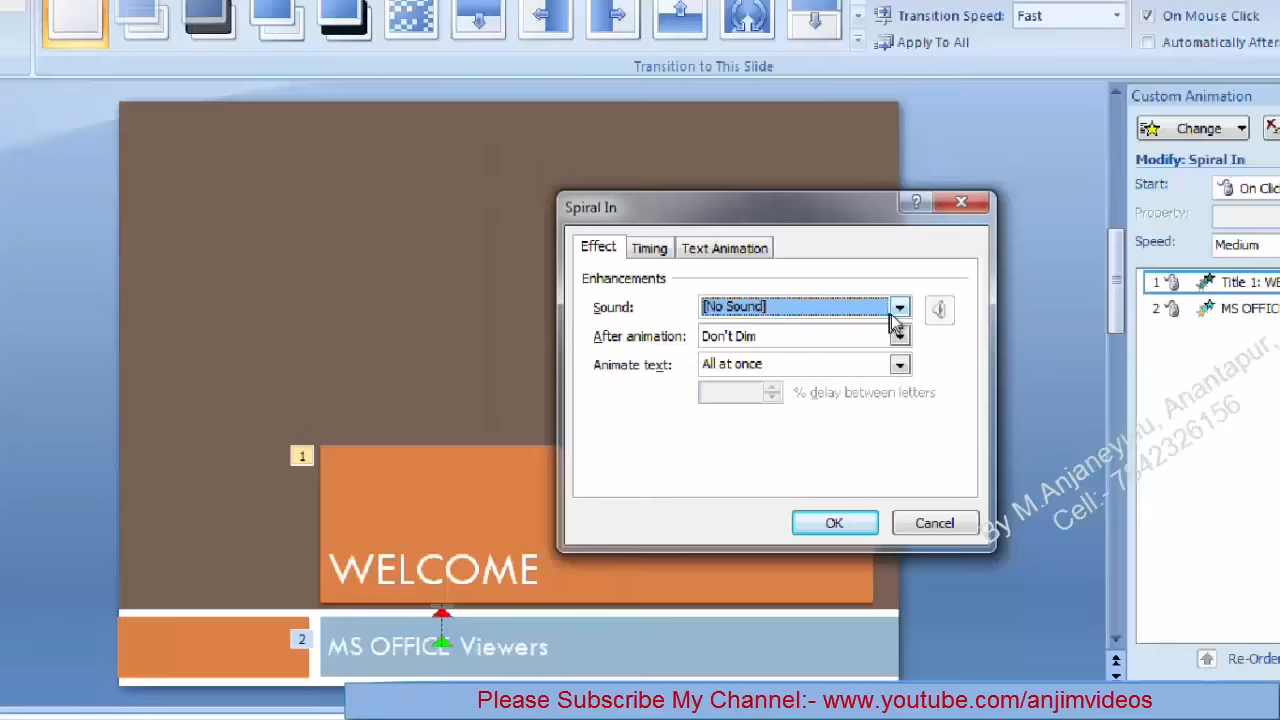 Transition Speed: Fast
On Mouse Click
Apply To All
Automatically After:
Transition to This Slide
Custom Animation
Change
Modify: Spiral In
Start: On Clic
Property:
Speed: Medium
1 Title 1: WE
2 MS OFFIC
Spiral In
Effect Timing Text Animation
Enhancements
Sound: [No Sound]
After animation: Don't Dim
Animate text: All at once
% delay between letters
OK Cancel
1
WELCOME
2
MS OFFICE Viewers
By M.Anjaneyulu, Anantapur,
Cell:- 7842326156
Re-Order
Please Subscribe My Channel:- www.youtube.com/anjimvideos